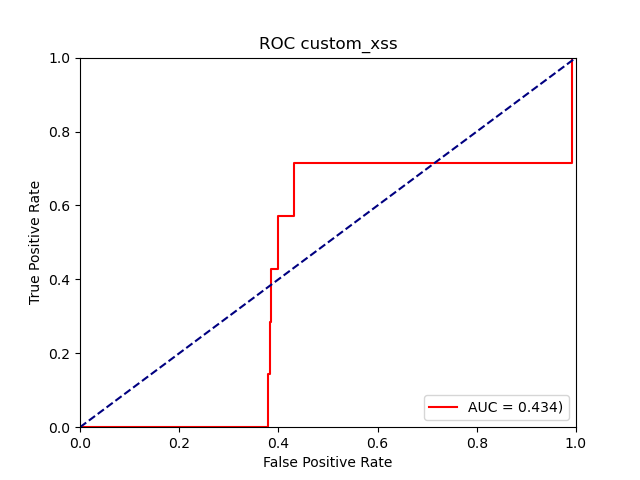 ROC custom_xss
1.0
0.8
0.6
0.4
0.2
0.0
True Positive Rate
AUC = 0.434)
0.0 0.2 0.4 0.6 0.8 1.0
False Positive Rate